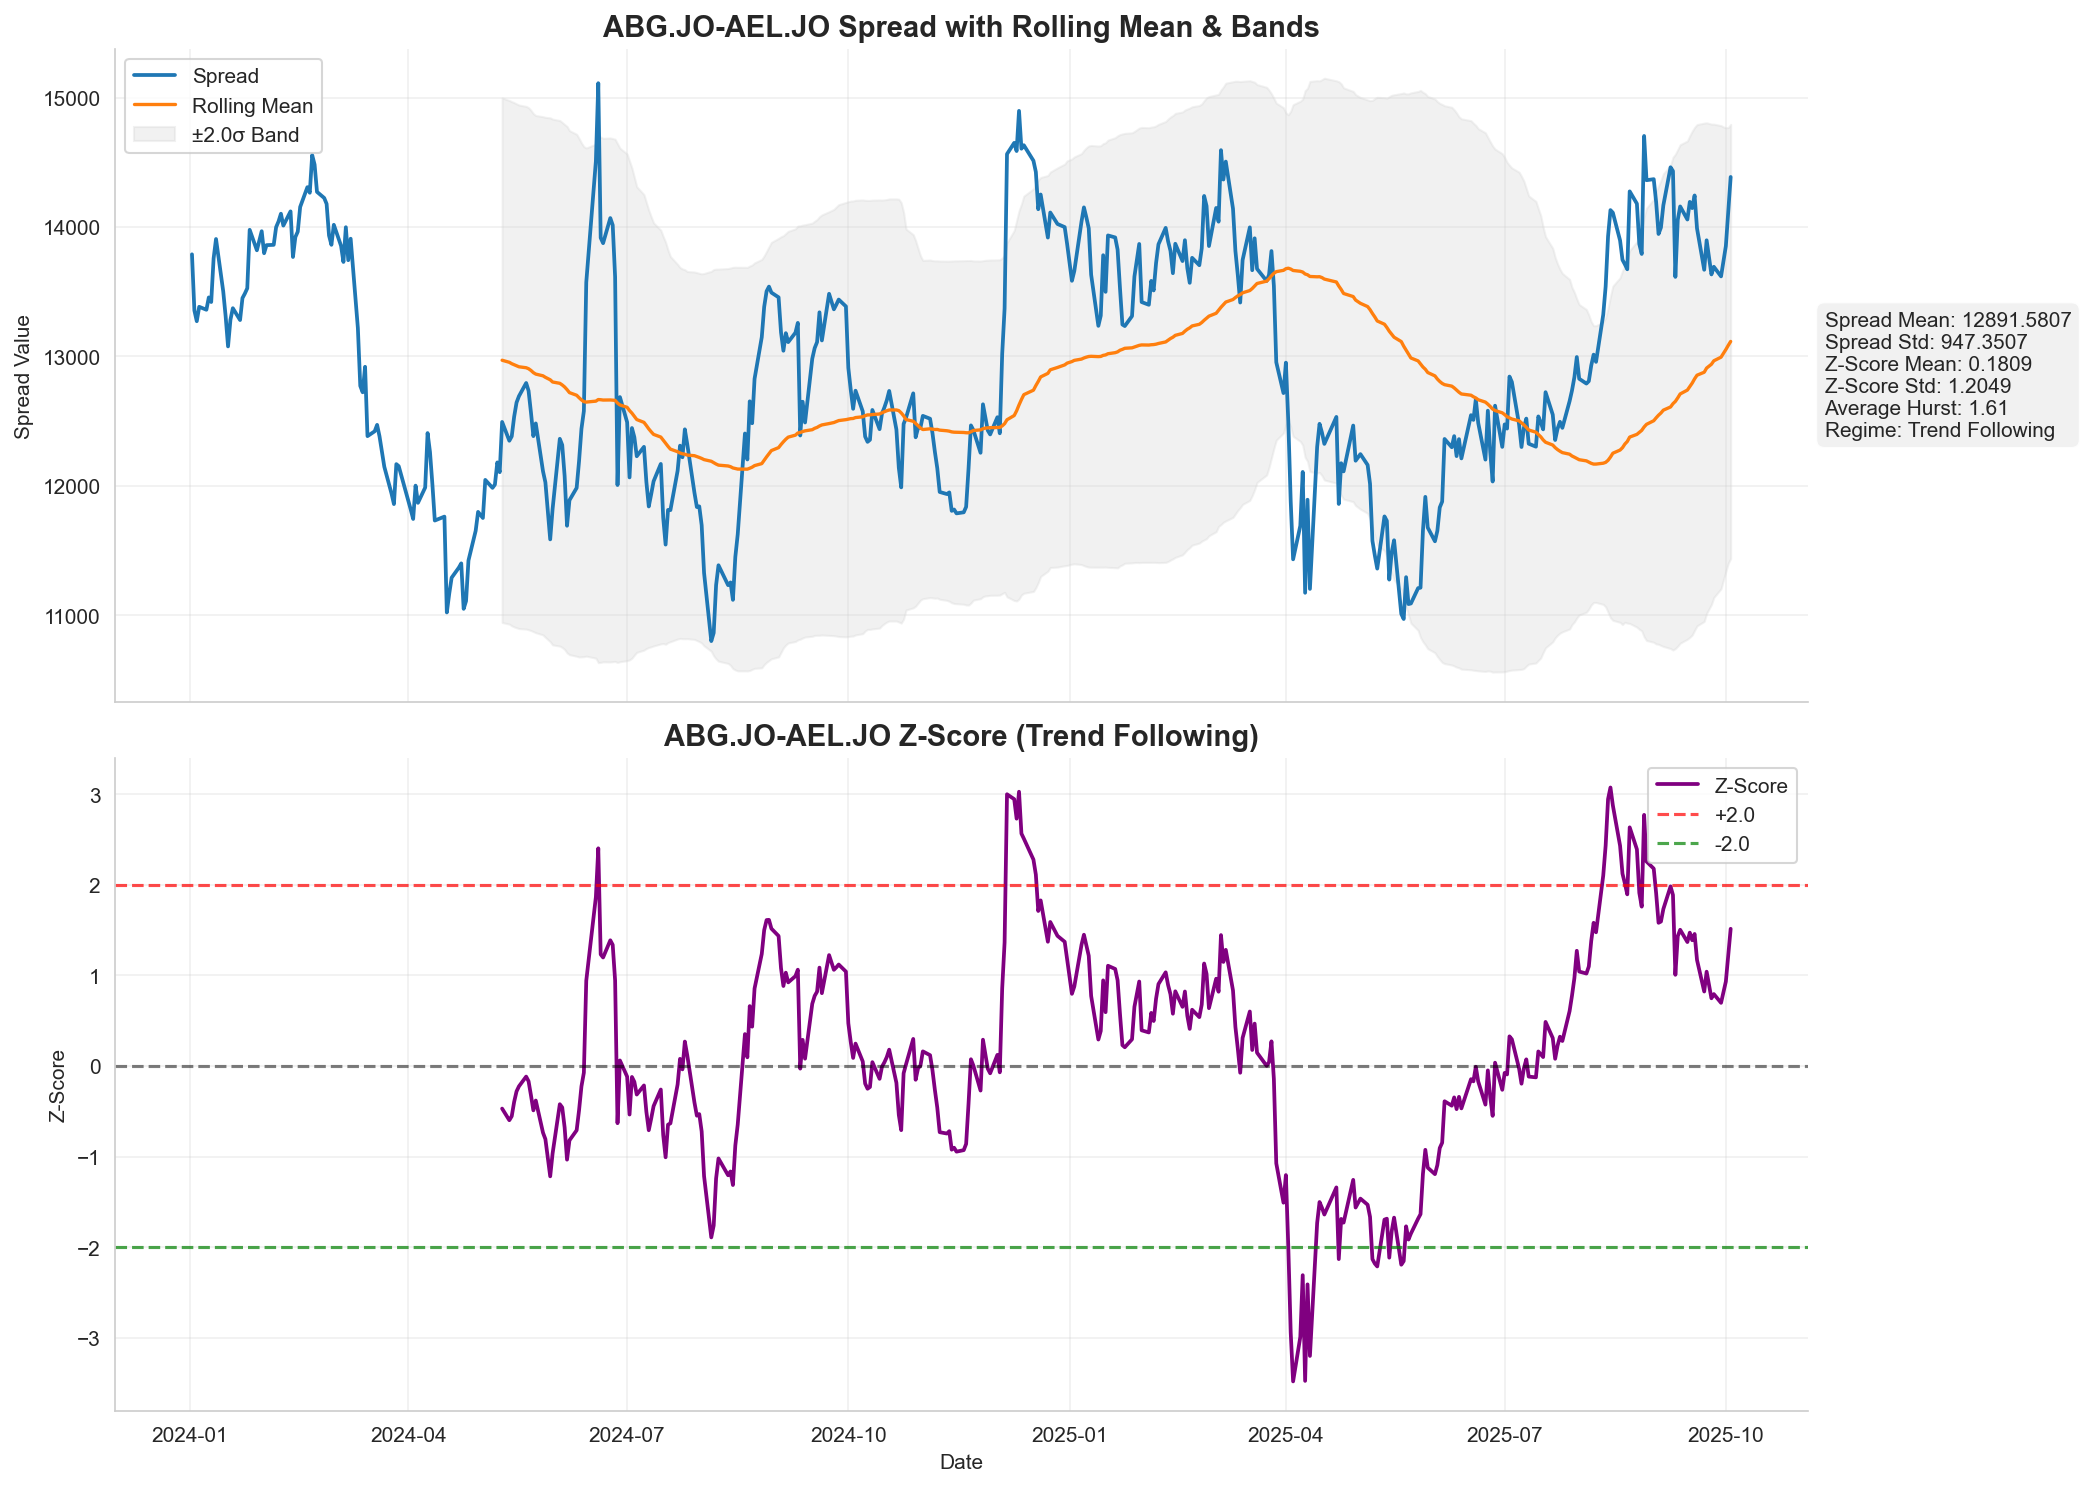 ABG.JO-AEL.JO Spread with Rolling Mean & Bands
Spread
Rolling Mean
±2.0σ Band
15000
14000
13000
12000
11000
Spread Value
Spread Mean: 12891.5807
Spread Std: 947.3507
Z-Score Mean: 0.1809
Z-Score Std: 1.2049
Average Hurst: 1.61
Regime: Trend Following
ABG.JO-AEL.JO Z-Score (Trend Following)
Z-Score
+2.0
-2.0
3
2
1
0
−1
−2
−3
Z-Score
2024-01
2024-04
2024-07
2024-10
2025-01
2025-04
2025-07
2025-10
Date